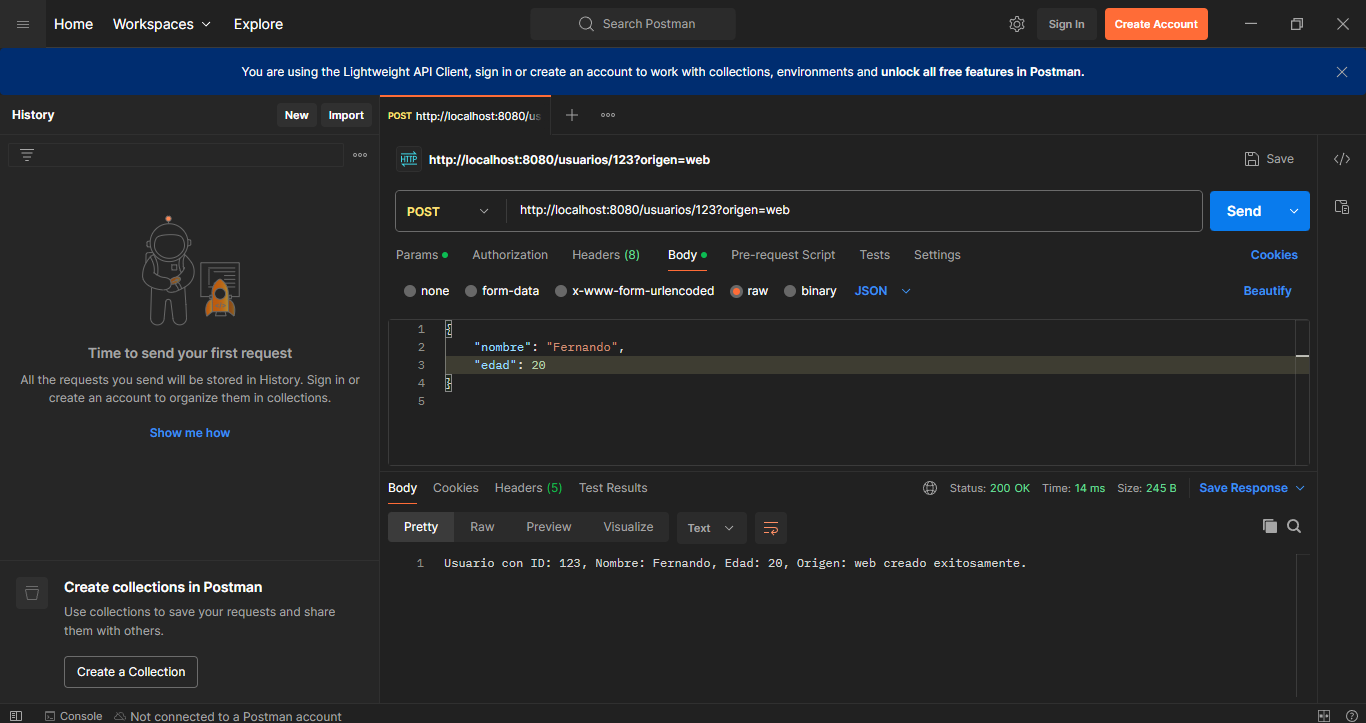 Home Workspaces Explore Search Postman Sign In Create Account
You are using the Lightweight API Client, sign in or create an account to work with collections, environments and unlock all free features in Postman.
History New Import
POST http://localhost:8080/us
HTTP http://localhost:8080/usuarios/123?origen=web Save
POST http://localhost:8080/usuarios/123?origen=web Send
Params Authorization Headers (8) Body Pre-request Script Tests Settings Cookies
none form-data x-www-form-urlencoded raw binary JSON Beautify
1 {
2 "nombre": "Fernando",
3 "edad": 20
4 }
5
Time to send your first request
All the requests you send will be stored in History. Sign in or
create an account to organize them in collections.
Show me how
Body Cookies Headers (5) Test Results Status: 200 OK Time: 14 ms Size: 245 B Save Response
Pretty Raw Preview Visualize Text
1 Usuario con ID: 123, Nombre: Fernando, Edad: 20, Origen: web creado exitosamente.
Create collections in Postman
Use collections to save your requests and share
them with others.
Create a Collection
Console Not connected to a Postman account